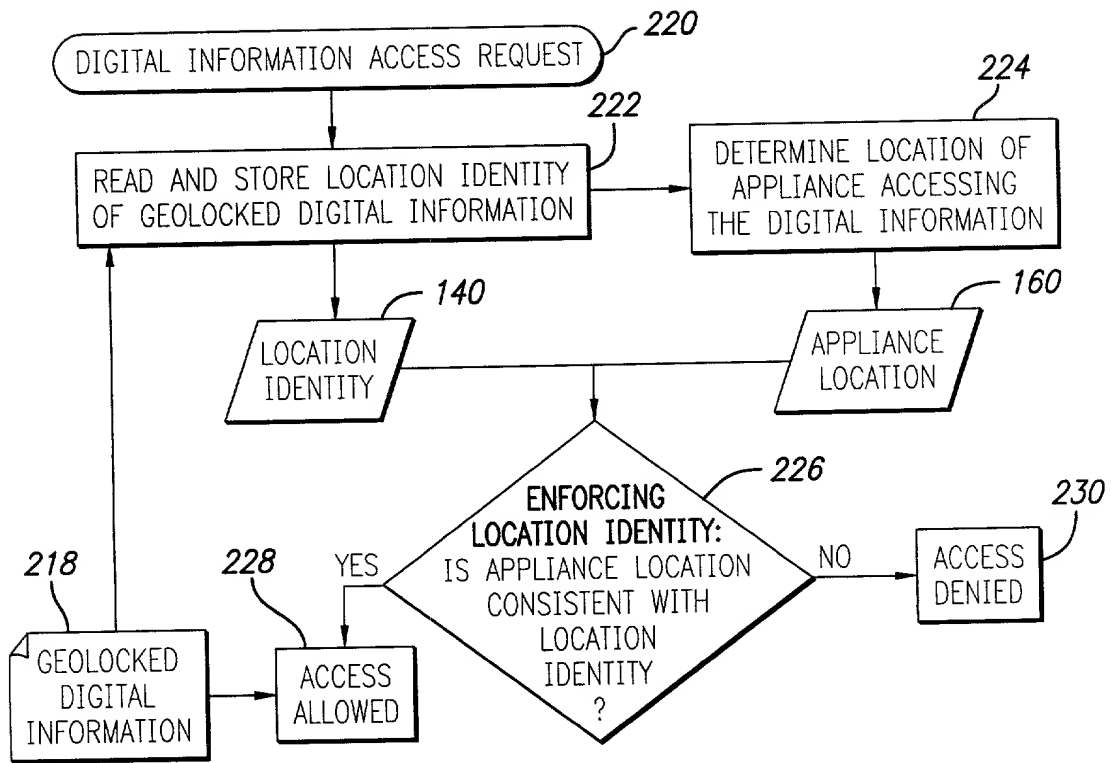 220
DIGITAL INFORMATION ACCESS REQUEST
222
READ AND STORE LOCATION IDENTITY
OF GEOLOCKED DIGITAL INFORMATION
224
DETERMINE LOCATION OF
APPLIANCE ACCESSING
THE DIGITAL INFORMATION
140
LOCATION
IDENTITY
160
APPLIANCE
LOCATION
226
ENFORCING
LOCATION IDENTITY:
IS APPLIANCE LOCATION
CONSISTENT WITH
LOCATION
IDENTITY
?
YES
NO
230
ACCESS
DENIED
218
GEOLOCKED
DIGITAL
INFORMATION
228
ACCESS
ALLOWED